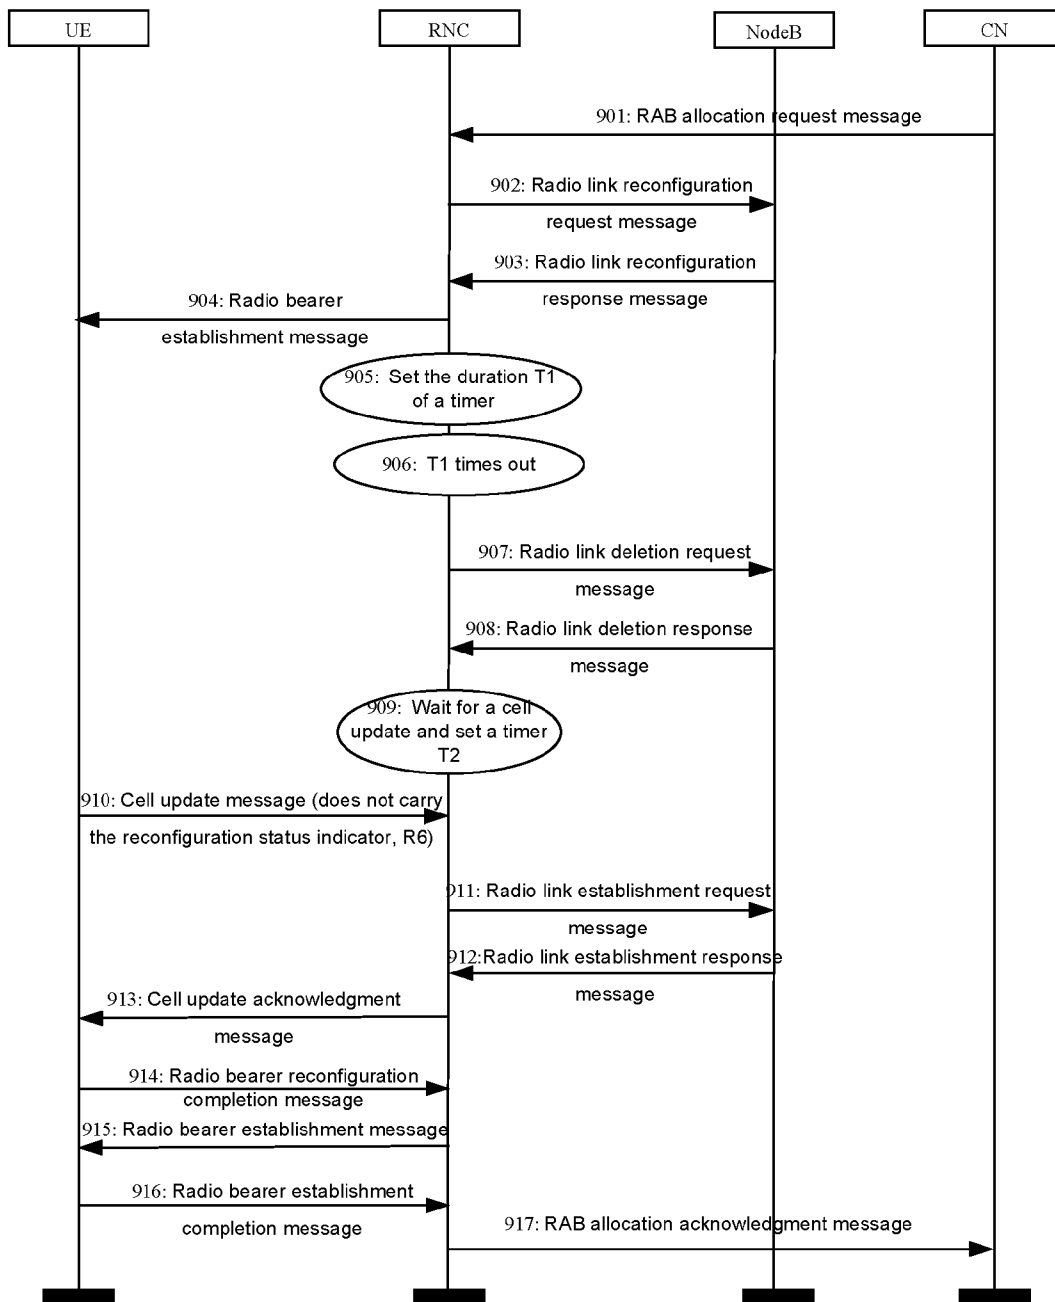 UE
RNC
NodeB
CN
901: RAB allocation request message
902: Radio link reconfiguration
request message
903: Radio link reconfiguration
response message
904: Radio bearer
establishment message
905: Set the duration T1
of a timer
906: T1 times out
907: Radio link deletion request
message
908: Radio link deletion response
message
909: Wait for a cell
update and set a timer
T2
910: Cell update message (does not carry
the reconfiguration status indicator, R6)
911: Radio link establishment request
message
912:Radio link establishment response
message
913: Cell update acknowledgment
message
914: Radio bearer reconfiguration
completion message
915: Radio bearer establishment message
916: Radio bearer establishment
completion message
917: RAB allocation acknowledgment message